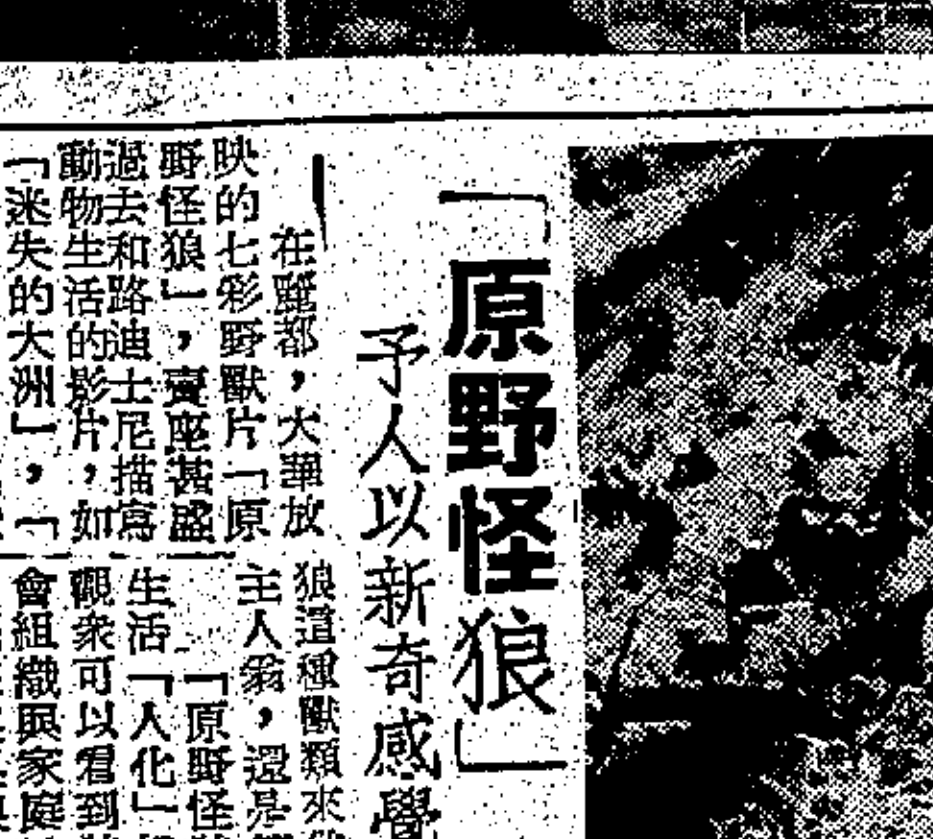 「原野怪狼」
予人以新奇感覺
在麗都，大華放
映的七彩野獸片「原
野怪狼」，賣座甚盛
過去和路迪士尼描寫
動物生活的影片，如
「迷失的大洲」，「
狼這種獸類來
主人翁，還是
「原野怪
生活「人化」
觀衆可以看到
會組織與家庭